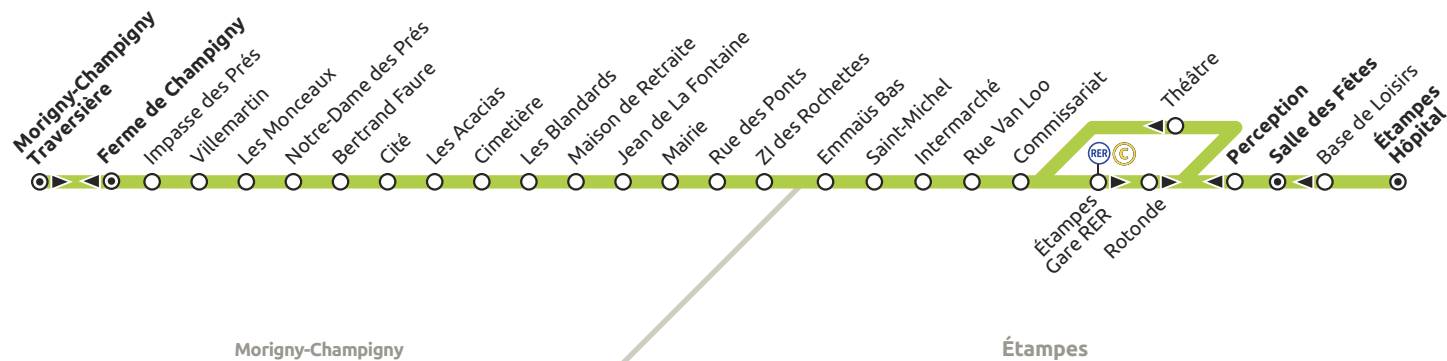 Morigny-Champigny
Traversière
Ferme de Champigny
Impasse des Prés
Villemartin
Les Monceaux
Notre-Dame des Prés
Bertrand Faure
Cité
Les Acacias
Cimetière
Les Blandards
Maison de Retraite
Jean de La Fontaine
Mairie
Rue des Ponts
ZI des Rochettes
Emmaüs Bas
Saint-Michel
Intermarché
Rue Van Loo
Commissariat
Théâtre
RER C
Étampes
Gare RER
Rotonde
Perception
Salle des Fêtes
Base de Loisirs
Étampes
Hôpital
Morigny-Champigny
Étampes